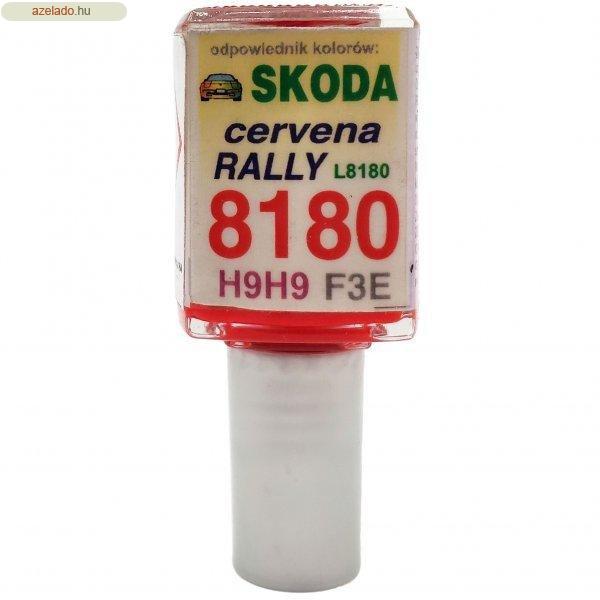 azelado.hu
odpowiednik kolorów:
SKODA
cervena
RALLY L8180
8180
H9H9 F3E